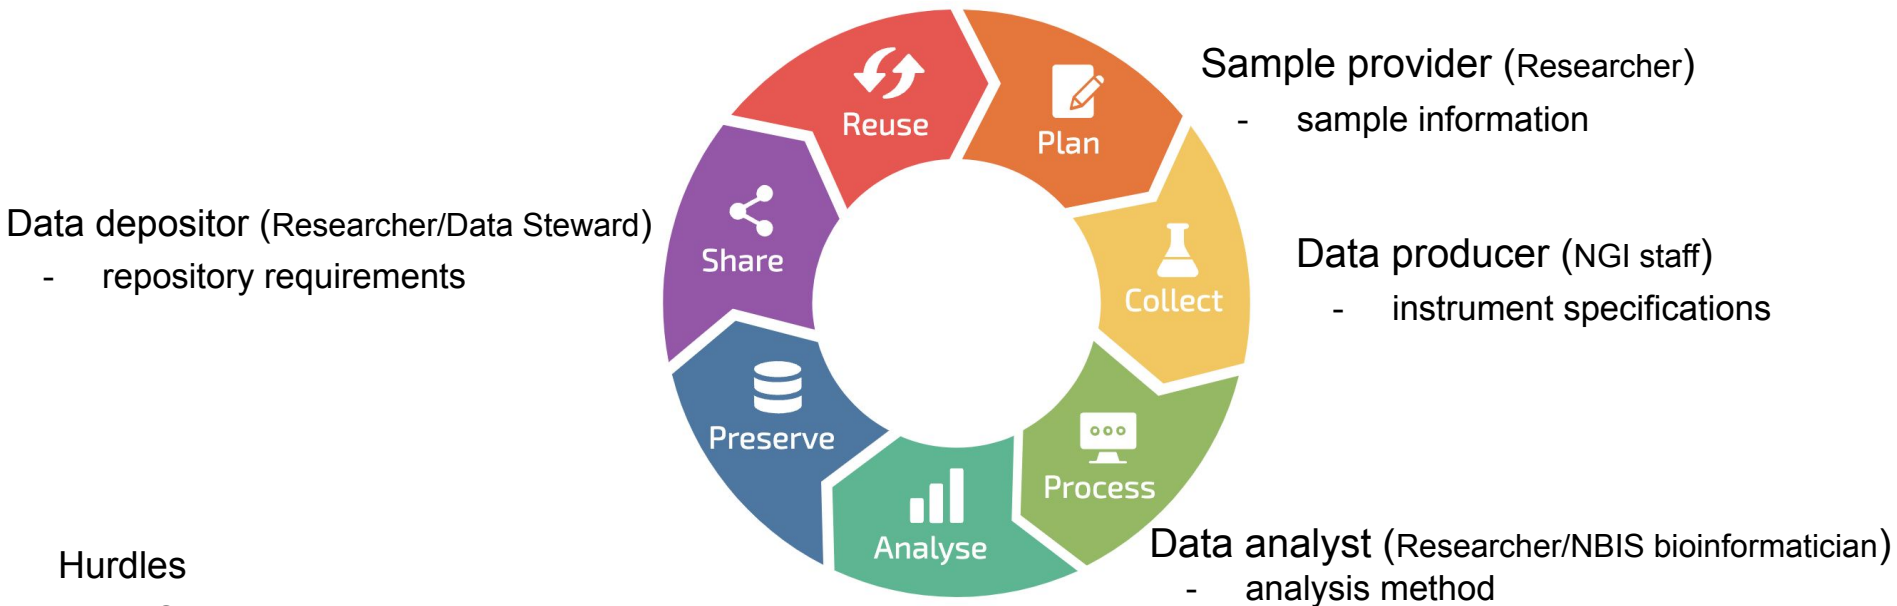 Reuse
Plan
Sample provider (Researcher)
- sample information
Data depositor (Researcher/Data Steward)
- repository requirements
Share
Collect
Data producer (NGI staff)
- instrument specifications
Preserve
Process
Analyse
Data analyst (Researcher/NBIS bioinformatician)
- analysis method
Hurdles